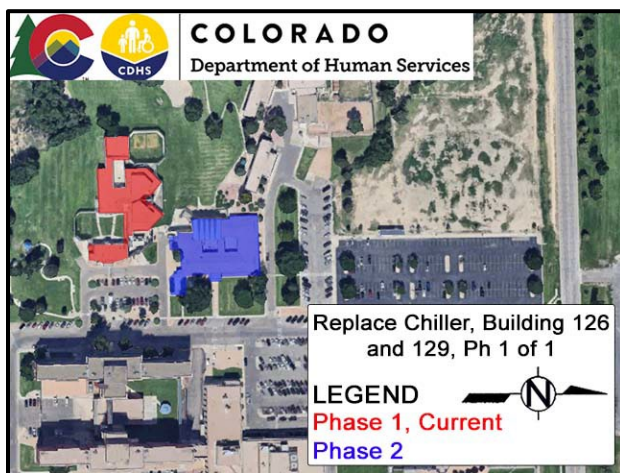 COLORADO
CDHS
Department of Human Services
Replace Chiller, Building 126
and 129, Ph 1 of 1
LEGEND
N
Phase 1, Current
Phase 2